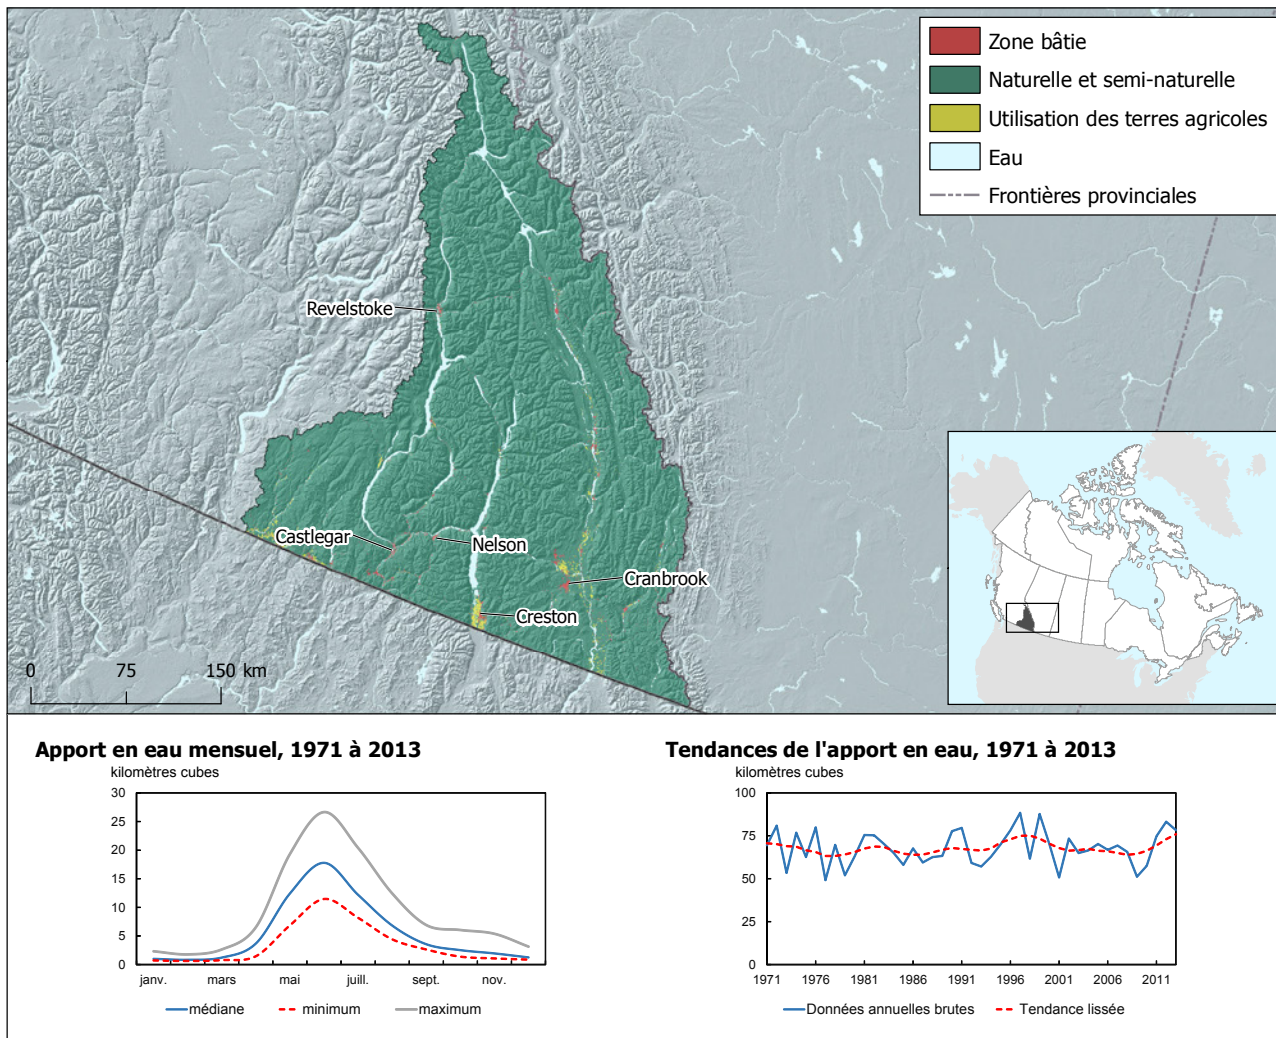 Zone bâtie
Naturelle et semi-naturelle
Utilisation des terres agricoles
Eau
Frontières provinciales
Revelstoke
Castlegar
Nelson
Cranbrook
Creston
0 75 150 km
Apport en eau mensuel, 1971 à 2013
kilomètres cubes
30
25
20
15
10
5
0
janv. mars mai juill. sept. nov.
médiane minimum maximum
Tendances de l'apport en eau, 1971 à 2013
kilomètres cubes
100
75
50
25
0
1971 1976 1981 1986 1991 1996 2001 2006 2011
Données annuelles brutes Tendance lissée